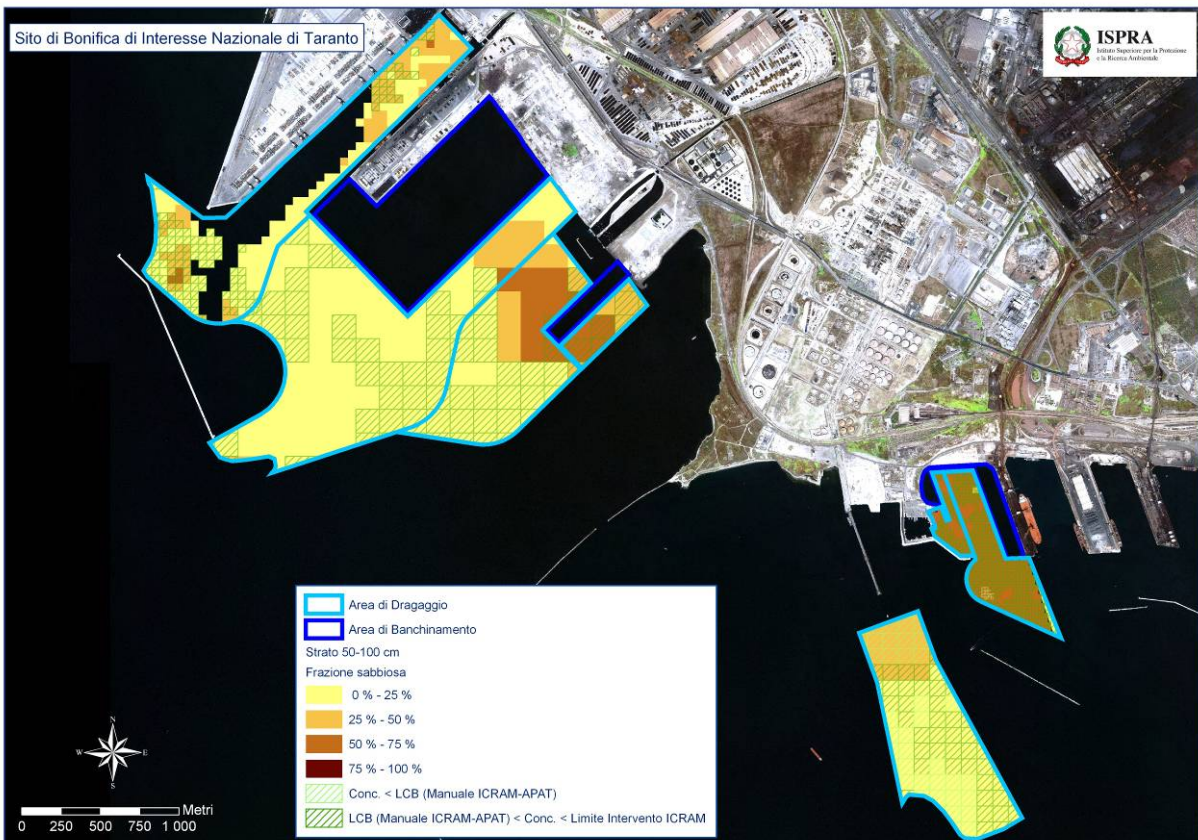 Sito di Bonifica di Interesse Nazionale di Taranto
ISPRA
Istituto Superiore per la Protezione
e la Ricerca Ambientale
Area di Dragaggio
Area di Banchinamento
Strato 50-100 cm
Frazione sabbiosa
0 % - 25 %
25 % - 50 %
50 % - 75 %
75 % - 100 %
Conc. < LCB (Manuale ICRAM-APAT)
LCB (Manuale ICRAM-APAT) < Conc. < Limite Intervento ICRAM
N
W E
S
Metri
0 250 500 750 1 000